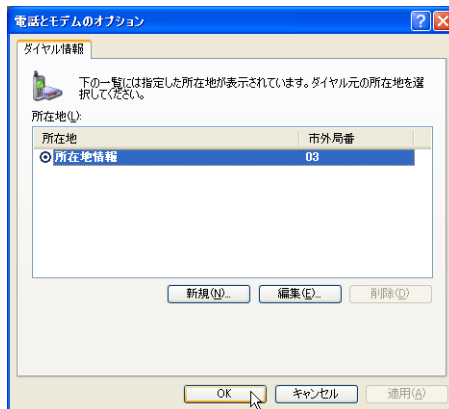 電話とモデムのオプション
ダイヤル情報
下の一覧には指定した所在地が表示されています。ダイヤル元の所在地を選
択してください。
所在地(L):
所在地 市外局番
所在地情報 03
新規(N)... 編集(E)... 削除(D)
OK キャンセル 適用(A)